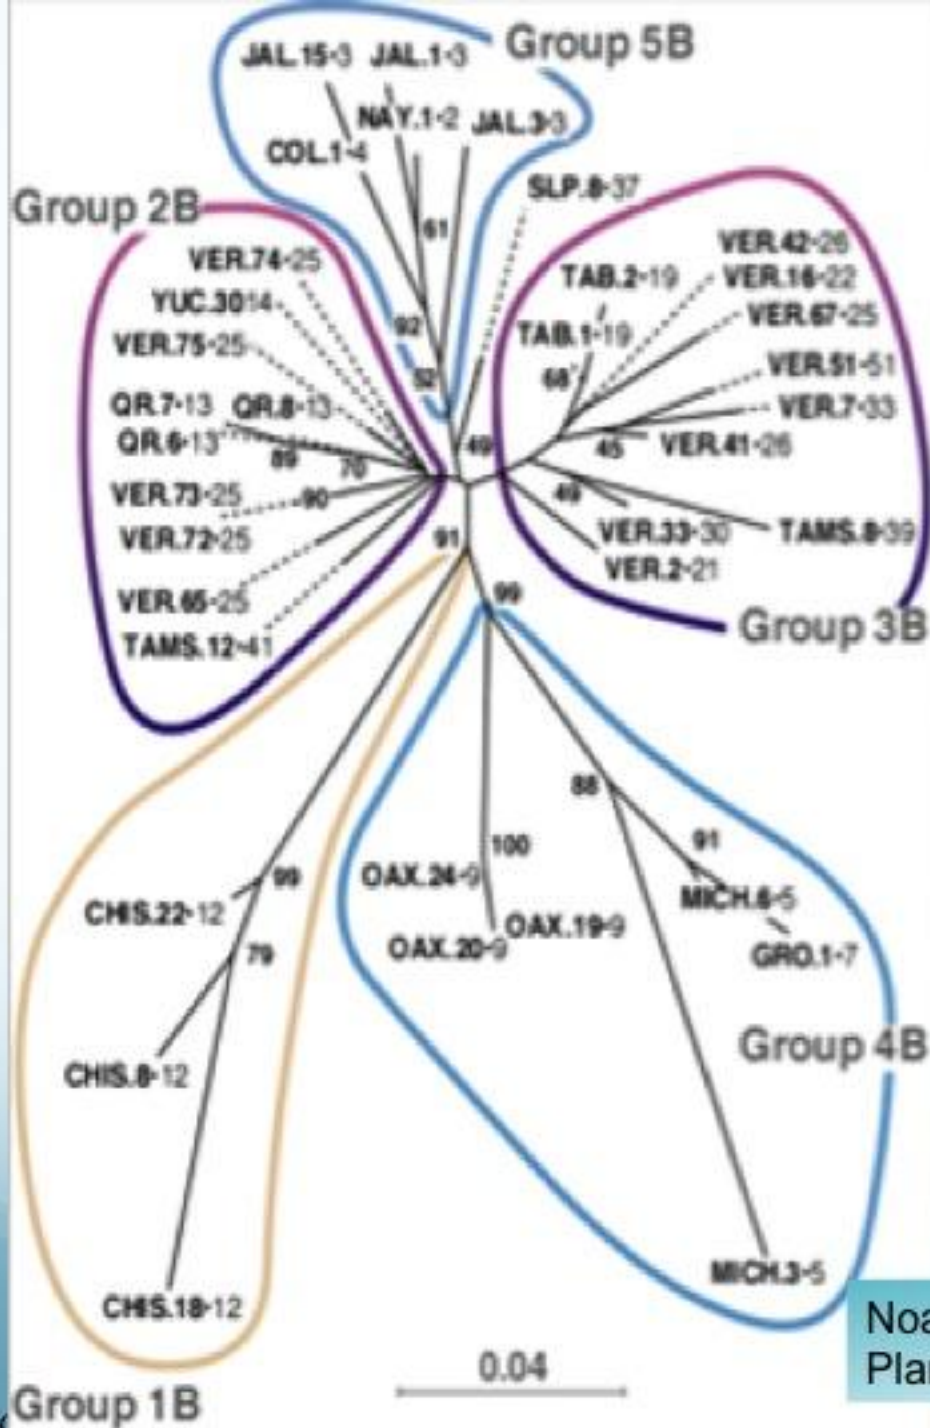 Group 5B
JAL.15-3 JAL.1-3
NAY.1-2 JAL.3-3
COL.1-4
SLP.8-37
61
92
52
49
Group 2B
VER.74-25
YUC.3014
VER.75-25
QR.7-13 QR.8-13
QR.6-13
89 70
VER.73-25
90
VER.72-25
VER.65-25
TAMS.12-41
VER.42-26
TAB.2-19 VER.16-22
VER.67-25
TAB.1-19
68
VER.51-51
VER.7-33
45 VER.41-26
49
VER.33-30 TAMS.8-39
VER.2-21
Group 3B
91
99
88
100
91
OAX.24-9
MICH.6-5
OAX.19-9
OAX.20-9
GRO.1-7
Group 4B
MICH.3-5
99
CHIS.22-12
79
CHIS.8-12
CHIS.18-12
Group 1B
0.04